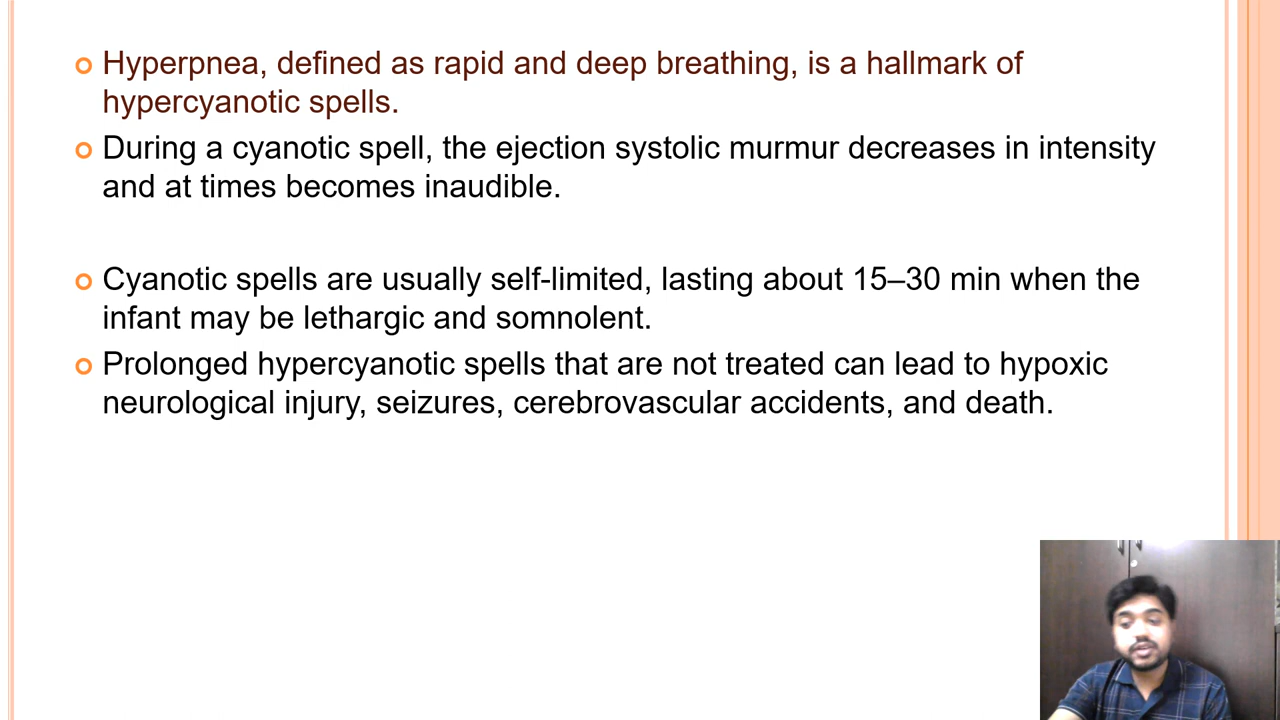 Hyperpnea, defined as rapid and deep breathing, is a hallmark of
hypercyanotic spells.
During a cyanotic spell, the ejection systolic murmur decreases in intensity
and at times becomes inaudible.
Cyanotic spells are usually self-limited, lasting about 15–30 min when the
infant may be lethargic and somnolent.
Prolonged hypercyanotic spells that are not treated can lead to hypoxic
neurological injury, seizures, cerebrovascular accidents, and death.